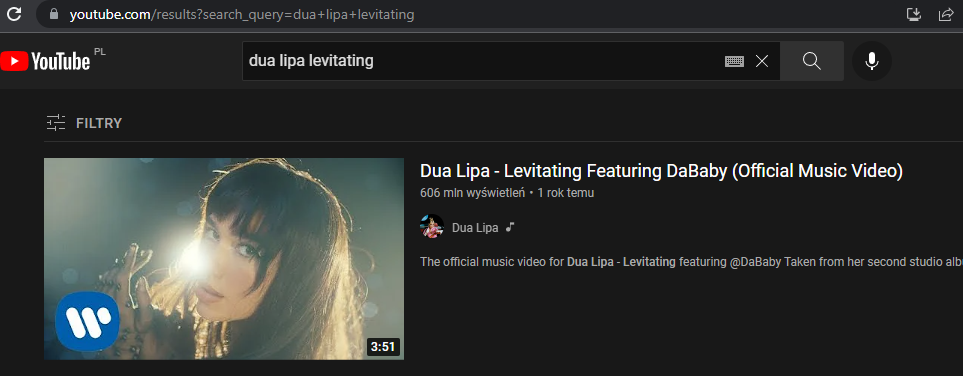 youtube.com/results?search_query=dua+lipa+levitating
YouTube PL
dua lipa levitating
FILTRY
Dua Lipa - Levitating Featuring DaBaby (Official Music Video)
606 mln wyświetleń • 1 rok temu
Dua Lipa
The official music video for Dua Lipa - Levitating featuring @DaBaby Taken from her second studio alb
3:51